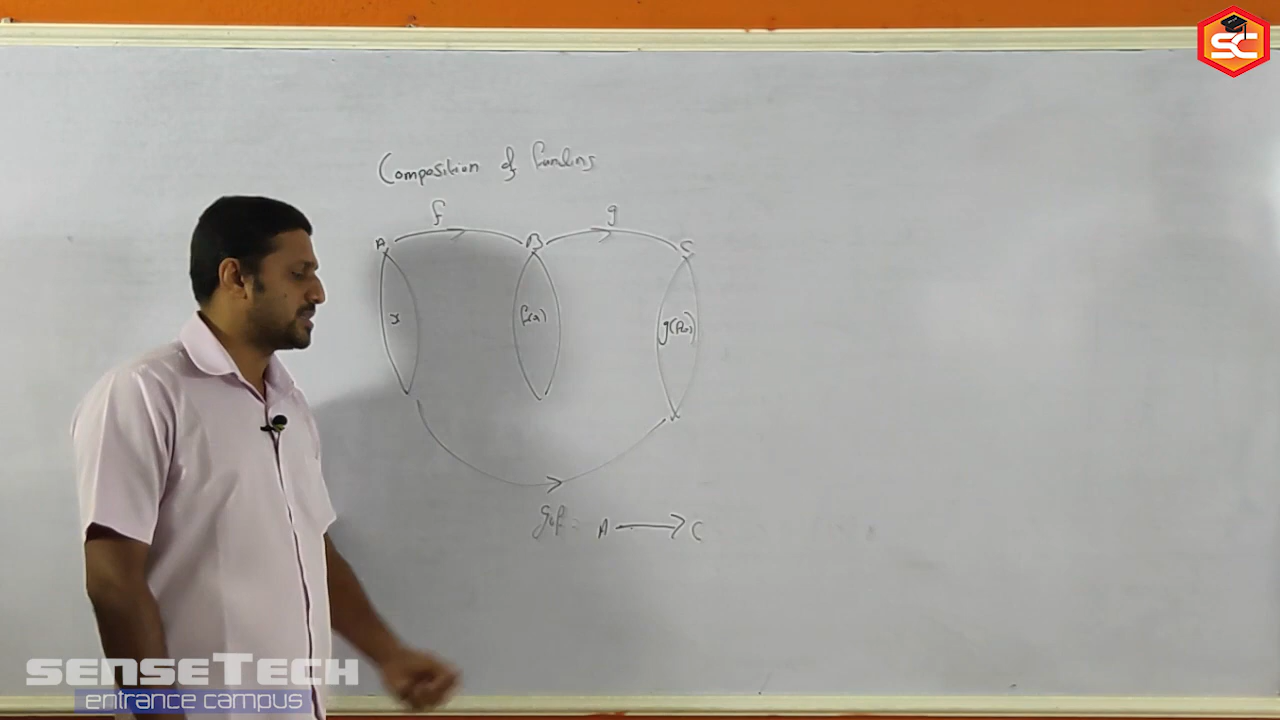 SC
Composition of functions
f g
A B C
x f(x) g(f(x))
gof : A → C
SENSETECH
entrance campus